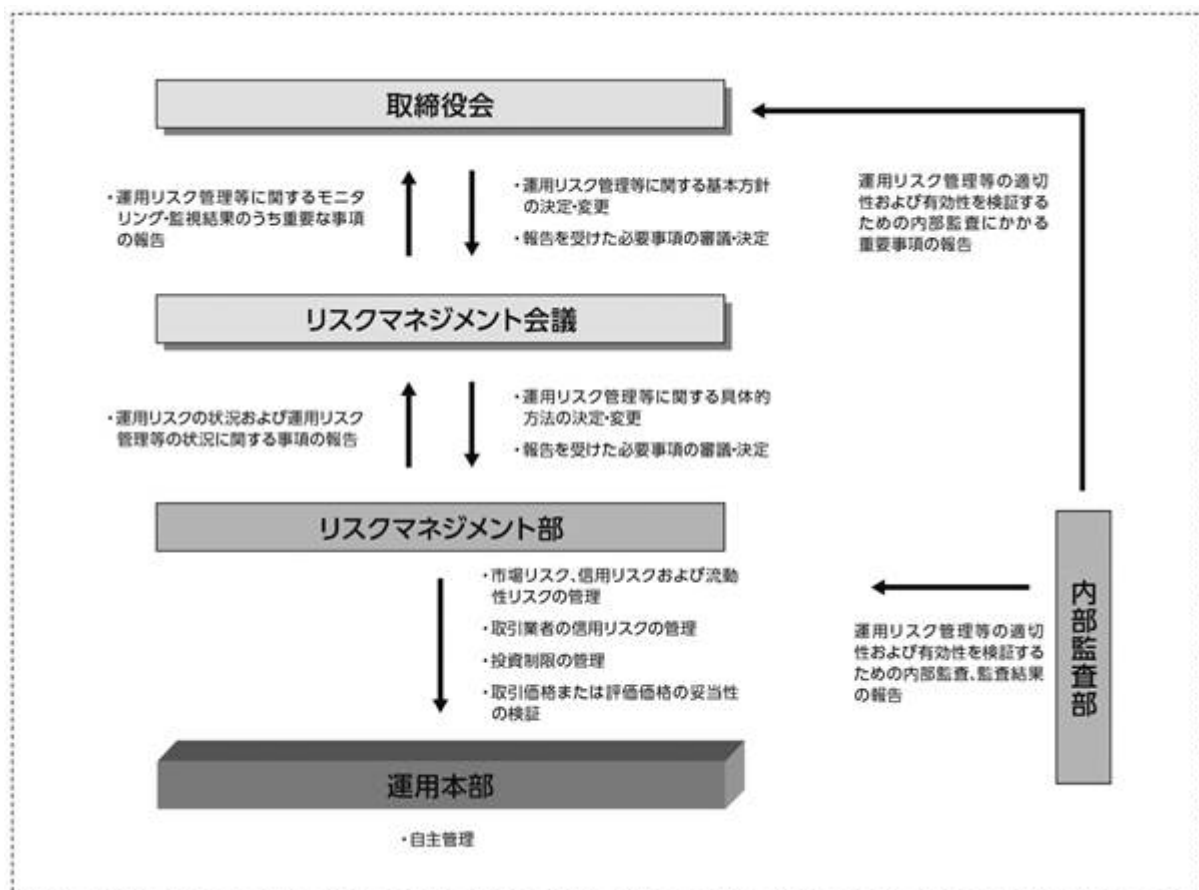 取締役会
・運用リスク管理等に関するモニタ
リング・監視結果のうち重要な事項
の報告
・運用リスク管理等に関する基本方針
の決定・変更
・報告を受けた必要事項の審議・決定
運用リスク管理等の適切
性および有効性を検証する
ための内部監査にかかる
重要事項の報告
リスクマネジメント会議
・運用リスクの状況および運用リスク
管理等の状況に関する事項の報告
・運用リスク管理等に関する具体的
方法の決定・変更
・報告を受けた必要事項の審議・決定
リスクマネジメント部
・市場リスク、信用リスクおよび流動
性リスクの管理
・取引業者の信用リスクの管理
・投資制限の管理
・取引価格または評価価格の妥当性
の検証
運用リスク管理等の適切
性および有効性を検証する
ための内部監査、監査結果
の報告
内部監査部
運用本部
・自主管理